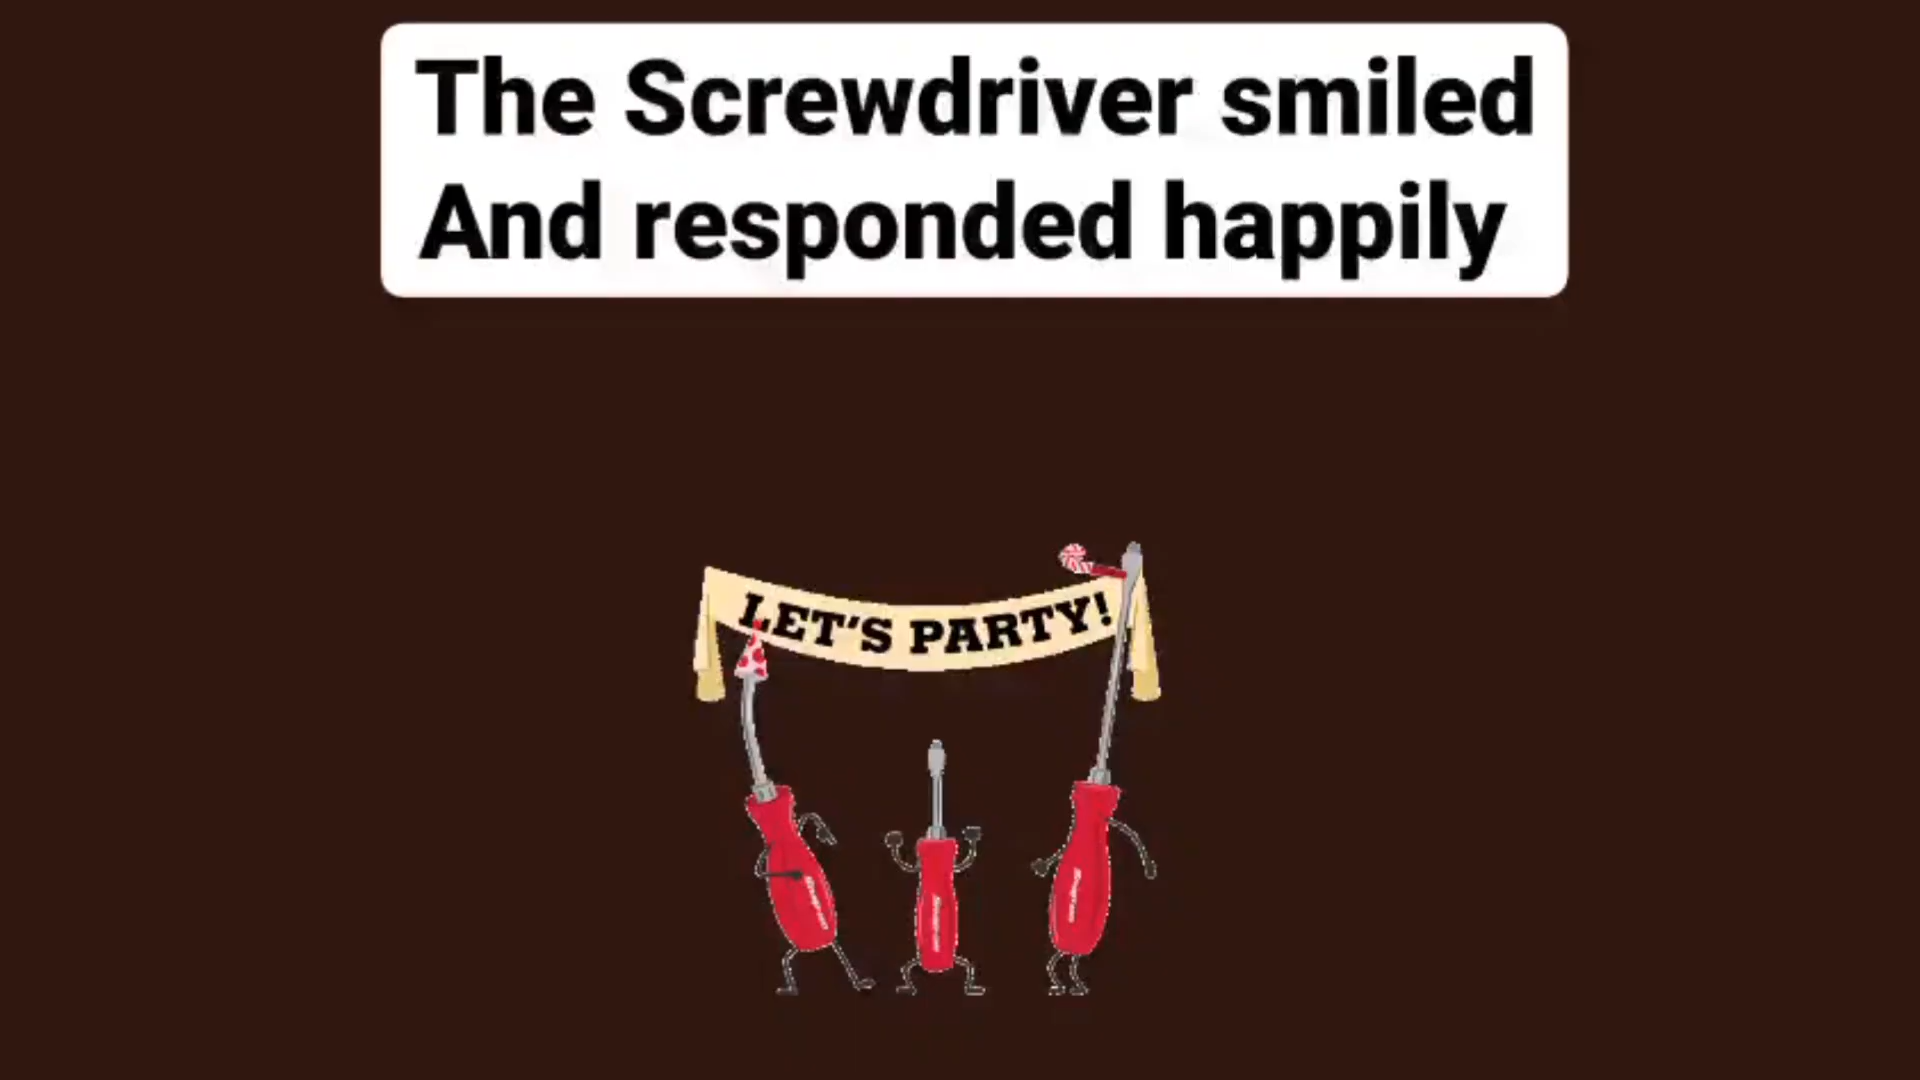 The Screwdriver smiled
And responded happily
LET'S PARTY!